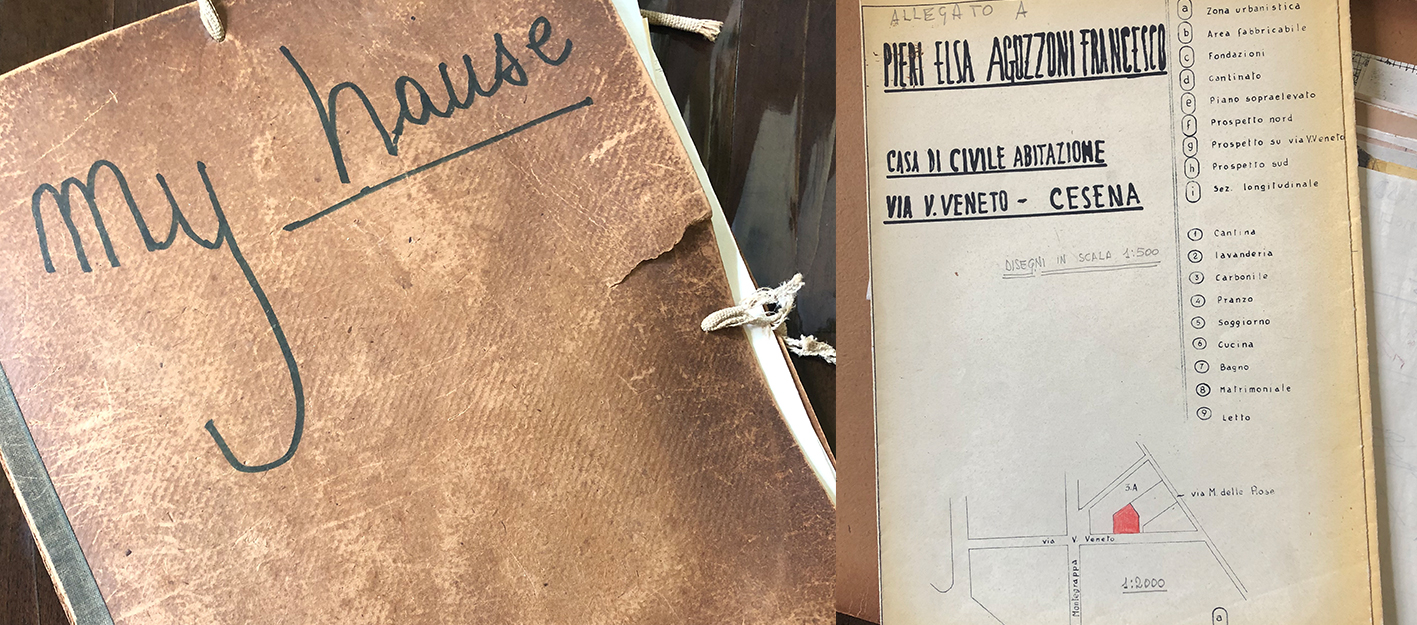 my hause
ALLEGATO A
PIERI ELSA AGUZZONI FRANCESCO
CASA DI CIVILE ABITAZIONE
VIA V. VENETO - CESENA
DISEGNI IN SCALA 1:500
a Zona urbanistica
b Area fabbricabile
c Fondazioni
d Cantinato
e Piano sopraelevato
f Prospetto nord
g Prospetto su via V.Veneto
h Prospetto sud
i Sez. longitudinale
1 Cantina
2 lavanderia
3 Carbonile
4 Pranzo
5 Soggiorno
6 Cucina
7 Bagno
8 Matrimoniale
9 Letto
3.A
via M. delle Rose
via V Veneto
Montegrappa
1:2000
a